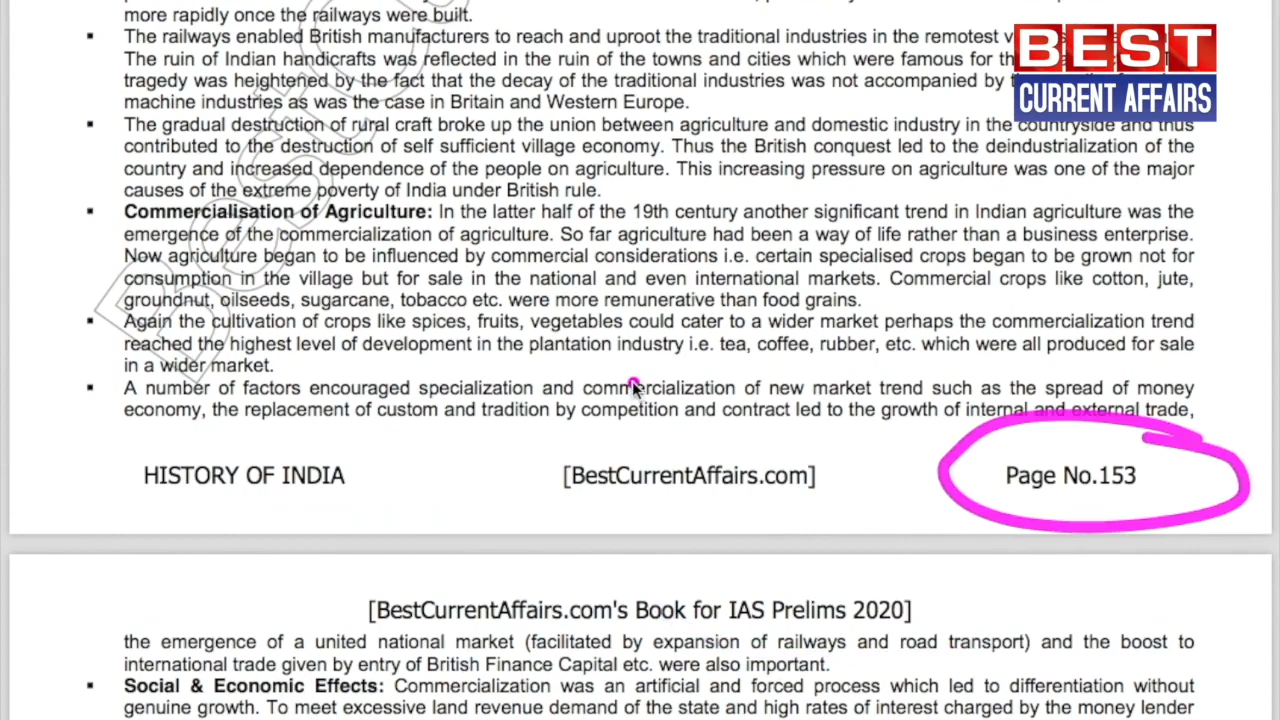 more rapidly once the railways were built.
The railways enabled British manufacturers to reach and uproot the traditional industries in the remotest
The ruin of Indian handicrafts was reflected in the ruin of the towns and cities which were famous for
tragedy was heightened by the fact that the decay of the traditional industries was not accompanied by
machine industries as was the case in Britain and Western Europe.
The gradual destruction of rural craft broke up the union between agriculture and domestic industry in the countryside and thus
contributed to the destruction of self sufficient village economy. Thus the British conquest led to the deindustrialization of the
country and increased dependence of the people on agriculture. This increasing pressure on agriculture was one of the major
causes of the extreme poverty of India under British rule.
Commercialisation of Agriculture: In the latter half of the 19th century another significant trend in Indian agriculture was the
emergence of the commercialization of agriculture. So far agriculture had been a way of life rather than a business enterprise.
Now agriculture began to be influenced by commercial considerations i.e. certain specialised crops began to be grown not for
consumption in the village but for sale in the national and even international markets. Commercial crops like cotton, jute,
groundnut, oilseeds, sugarcane, tobacco etc. were more remunerative than food grains.
Again the cultivation of crops like spices, fruits, vegetables could cater to a wider market perhaps the commercialization trend
reached the highest level of development in the plantation industry i.e. tea, coffee, rubber, etc. which were all produced for sale
in a wider market.
A number of factors encouraged specialization and commercialization of new market trend such as the spread of money
economy, the replacement of custom and tradition by competition and contract led to the growth of internal and external trade,
HISTORY OF INDIA [BestCurrentAffairs.com] Page No.153
[BestCurrentAffairs.com's Book for IAS Prelims 2020]
the emergence of a united national market (facilitated by expansion of railways and road transport) and the boost to
international trade given by entry of British Finance Capital etc. were also important.
Social & Economic Effects: Commercialization was an artificial and forced process which led to differentiation without
genuine growth. To meet excessive land revenue demand of the state and high rates of interest charged by the money lender
BEST
CURRENT AFFAIRS